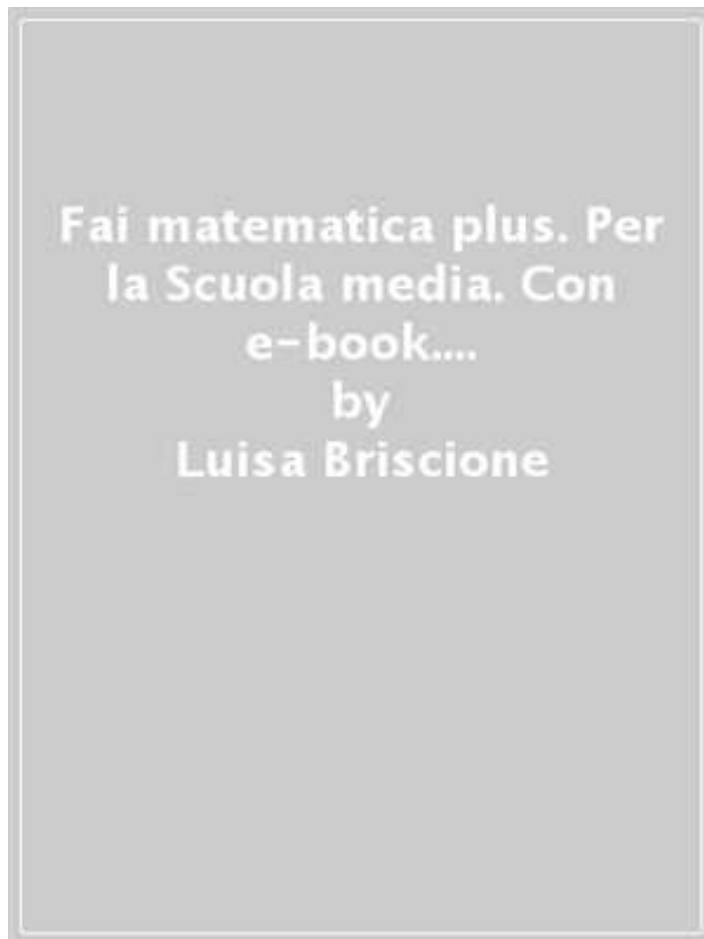 Fai matematica plus. Per
la Scuola media. Con
e-book....
by
Luisa Briscione